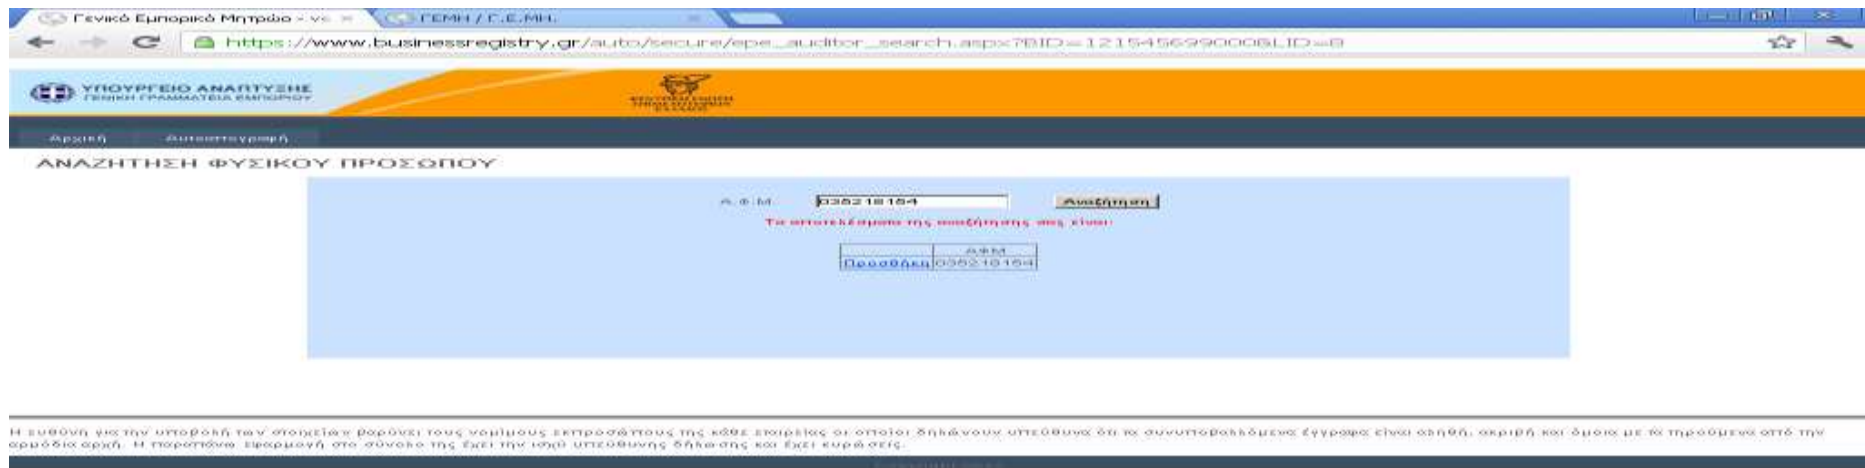 Γενικό Εμπορικό Μητρώο - νε
ΓΕΜΗ / Γ.Ε.ΜΗ.
https://www.businessregistry.gr/auto/secure/epe_auditor_search.aspx?BID=121545699000&LID=8
ΥΠΟΥΡΓΕΙΟ ΑΝΑΠΤΥΞΗΣ
ΓΕΝΙΚΗ ΓΡΑΜΜΑΤΕΙΑ ΕΜΠΟΡΙΟΥ
Αρχική
ΑΝΑΖΗΤΗΣΗ ΦΥΣΙΚΟΥ ΠΡΟΣΩΠΟΥ
Α.Φ.Μ. 035218154 Αναζήτηση
Τα αποτελέσματα της αναζήτησης σας είναι:
ΑΦΜ
Προσθήκη 035218154
Η ευθύνη για την υποβολή των στοιχείων βαρύνει τους νομίμους εκπροσώπους της κάθε εταιρείας οι οποίοι δηλώνουν υπεύθυνα ότι τα συνυποβαλλόμενα έγγραφα είναι αληθή, ακριβή και όμοια με τα τηρούμενα από την
αρμόδια αρχή. Η παραπάνω εφαρμογή στο σύνολο της έχει την ισχύ υπεύθυνης δήλωσης και έχει κυρώσεις.